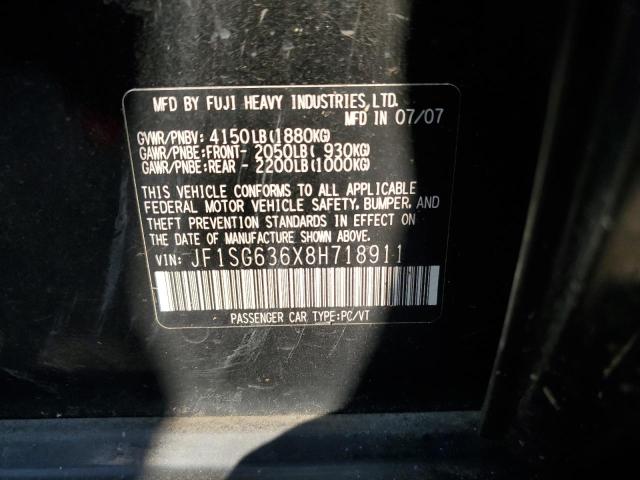 MFD BY FUJI HEAVY INDUSTRIES, LTD.
MFD IN 07/07
GVWR/PNBV: 4150LB(1880KG)
GAWR/PNBE:FRONT- 2050LB( 930KG)
GAWR/PNBE:REAR - 2200LB(1000KG)
THIS VEHICLE CONFORMS TO ALL APPLICABLE
FEDERAL MOTOR VEHICLE SAFETY, BUMPER, AND
THEFT PREVENTION STANDARDS IN EFFECT ON
THE DATE OF MANUFACTURE SHOWN ABOVE.
VIN: JF1SG636X8H718911
PASSENGER CAR TYPE:PC/VT